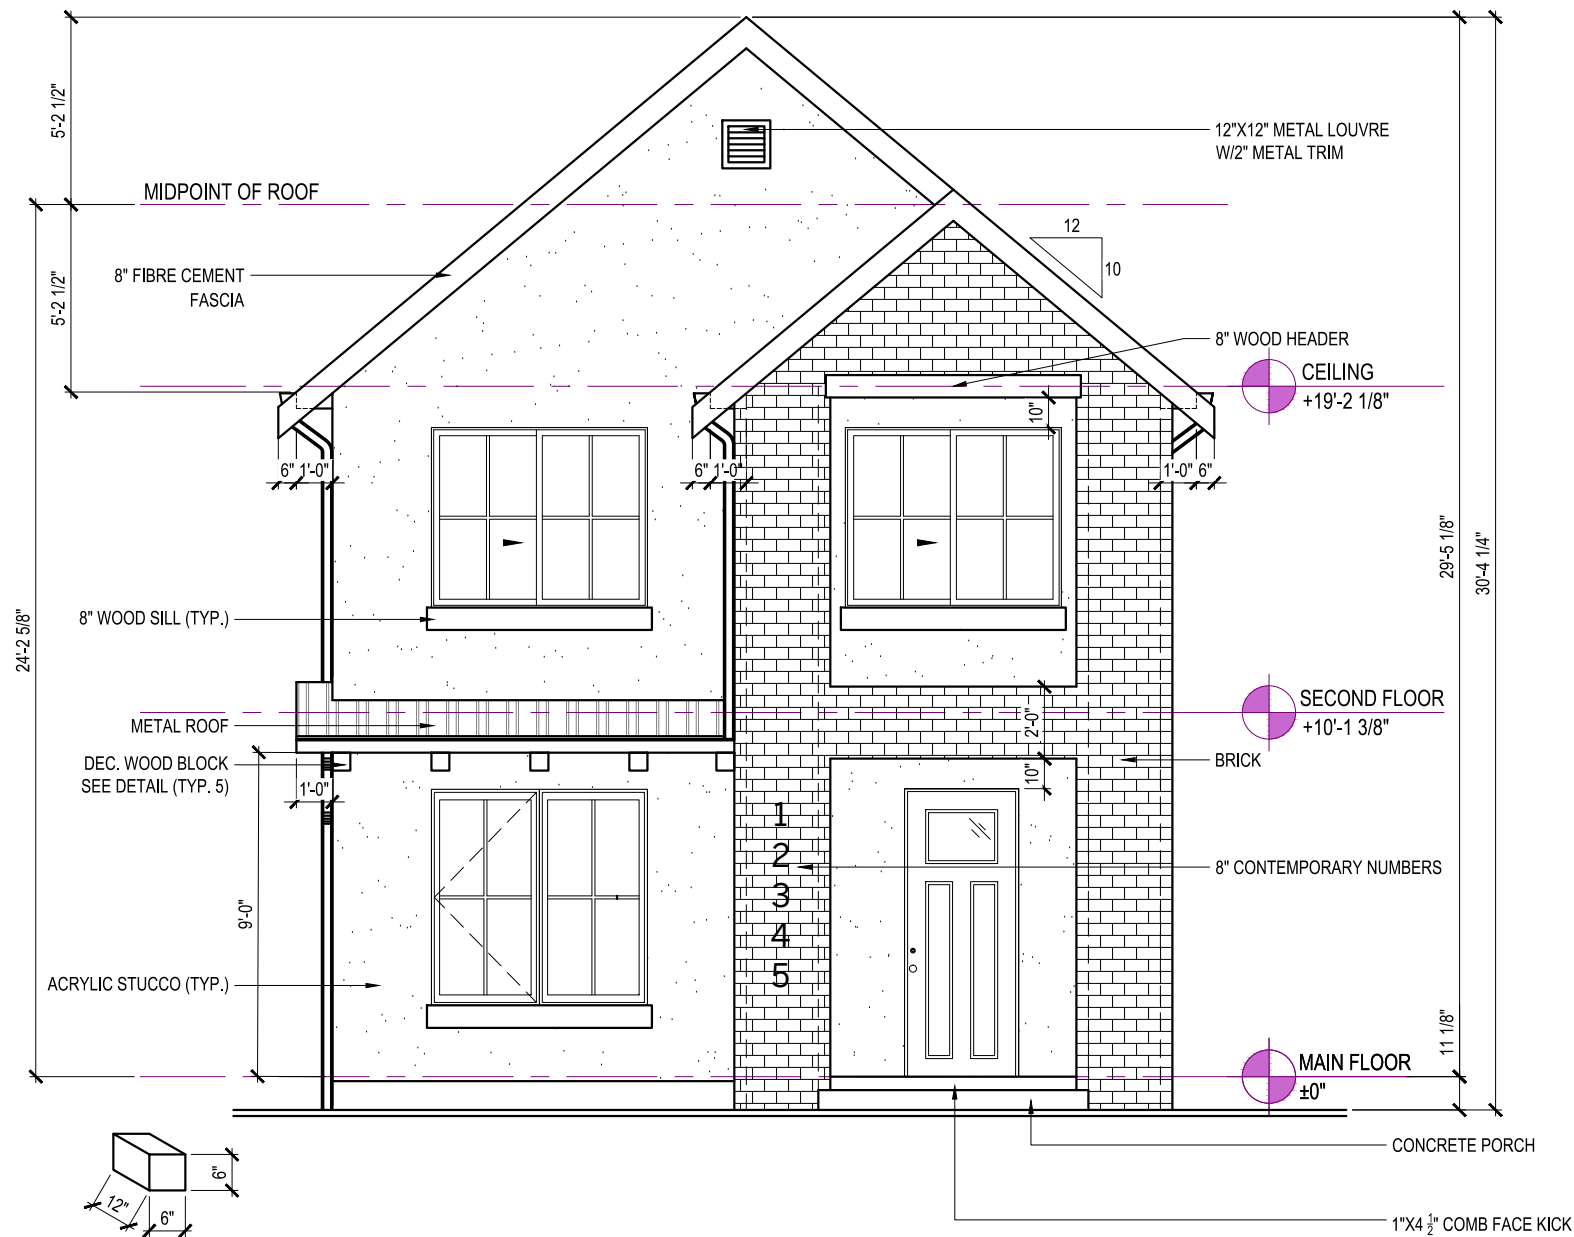 5'-2 1/2"
12"X12" METAL LOUVRE
W/2" METAL TRIM
MIDPOINT OF ROOF
12
10
8" FIBRE CEMENT
FASCIA
5'-2 1/2"
8" WOOD HEADER
CEILING
+19'-2 1/8"
10"
6" 1'-0"
6" 1'-0"
1'-0" 6"
29'-5 1/8"
30'-4 1/4"
8" WOOD SILL (TYP.)
24'-2 5/8"
SECOND FLOOR
+10'-1 3/8"
METAL ROOF
2'-0"
DEC. WOOD BLOCK
SEE DETAIL (TYP. 5)
BRICK
10"
1'-0"
1
2
3
4
5
8" CONTEMPORARY NUMBERS
9'-0"
ACRYLIC STUCCO (TYP.)
11 1/8"
MAIN FLOOR
±0"
CONCRETE PORCH
6"
12"
6"
1"X4 1/2" COMB FACE KICK